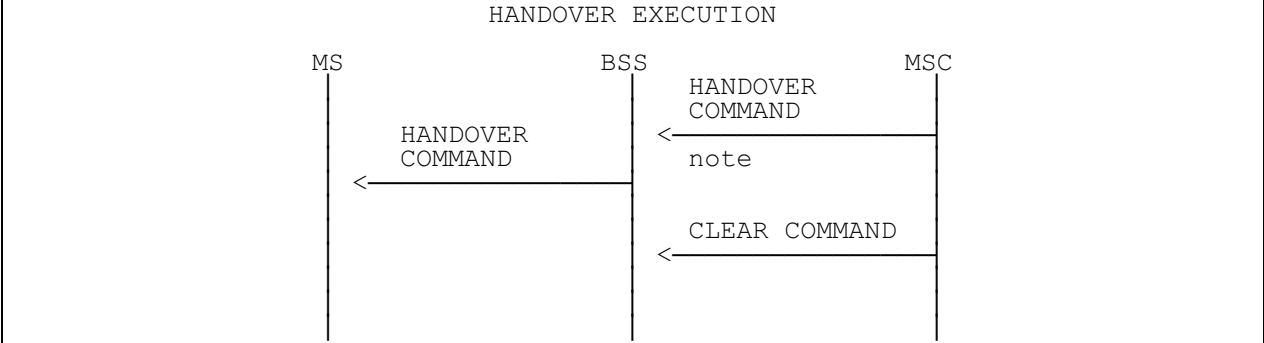 HANDOVER EXECUTION
MS BSS MSC
HANDOVER
COMMAND
HANDOVER
COMMAND
note
CLEAR COMMAND